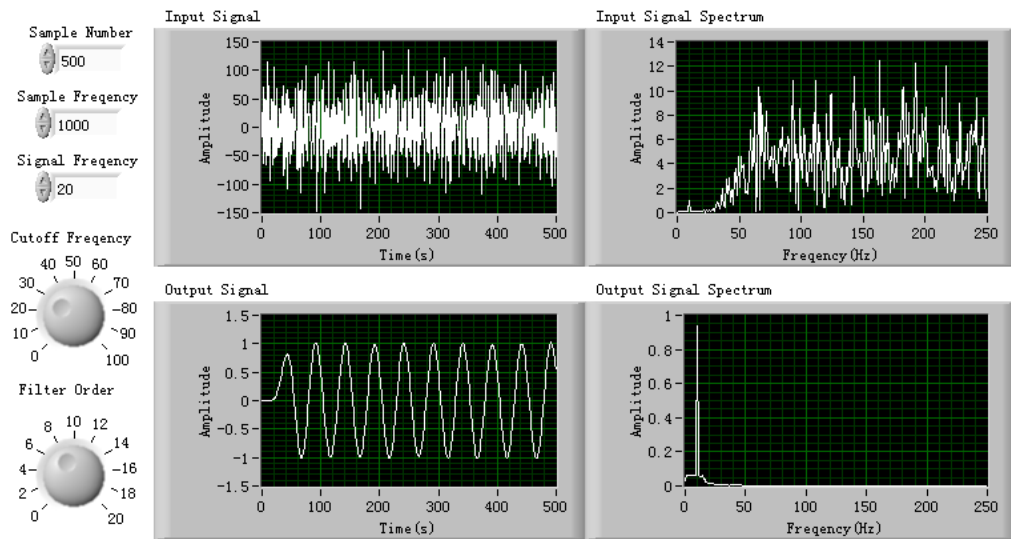 Sample Number
500
Sample Freqency
1000
Signal Freqency
20
Cutoff Freqency
0 10 20 30 40 50 60 70 80 90 100
Filter Order
0 2 4 6 8 10 12 14 16 18 20
Input Signal
Amplitude
150
100
50
0
-50
-100
-150
0 100 200 300 400 500
Time(s)
Input Signal Spectrum
Amplitude
14
12
10
8
6
4
2
0
0 50 100 150 200 250
Freqency(Hz)
Output Signal
Amplitude
1.5
1
0.5
0
-0.5
-1
-1.5
0 100 200 300 400 500
Time(s)
Output Signal Spectrum
Amplitude
1
0.8
0.6
0.4
0.2
0
0 50 100 150 200 250
Freqency(Hz)